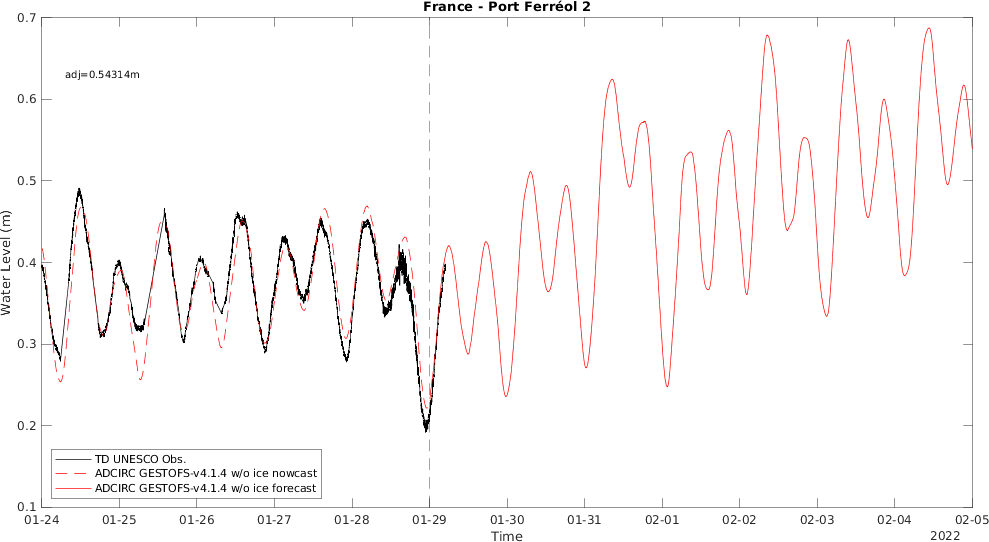 France - Port Ferréol 2
0.7
0.6
0.5
0.4
0.3
0.2
0.1
Water Level (m)
adj=0.54314m
TD UNESCO Obs.
ADCIRC GESTOFS-v4.1.4 w/o ice nowcast
ADCIRC GESTOFS-v4.1.4 w/o ice forecast
01-24 01-25 01-26 01-27 01-28 01-29 01-30 01-31 02-01 02-02 02-03 02-04 02-05
Time
2022